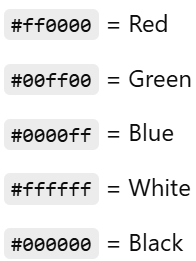 #ff0000 = Red
#00ff00 = Green
#0000ff = Blue
#ffffff = White
#000000 = Black